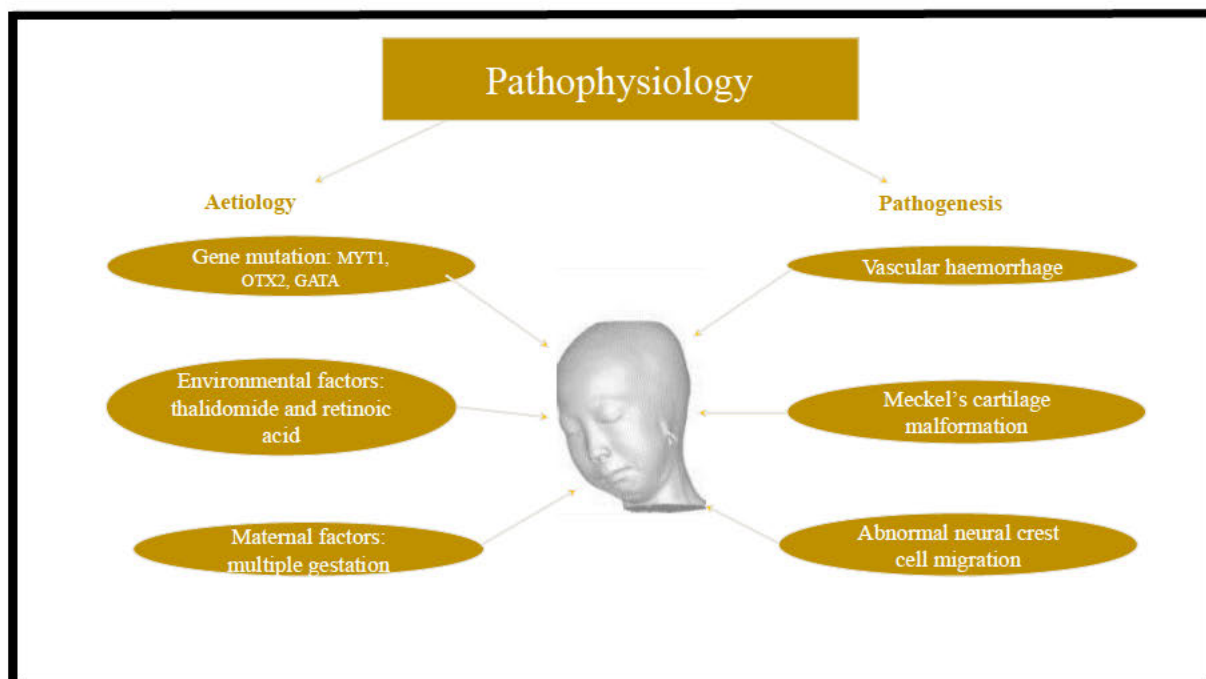 Pathophysiology
Aetiology
Gene mutation: MYT1,
OTX2, GATA
Environmental factors:
thalidomide and retinoic
acid
Maternal factors:
multiple gestation
Pathogenesis
Vascular haemorrhage
Meckel’s cartilage
malformation
Abnormal neural crest
cell migration